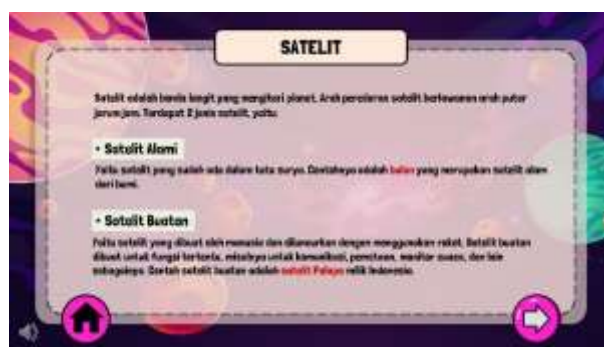 SATELIT
Satelit adalah benda langit yang mengitari planet. Arah peredaran satelit berlawanan arah putar
jarum jam. Terdapat 2 jenis satelit, yaitu:
• Satelit Alami
Yaitu satelit yang sudah ada dalam tata surya. Contohnya adalah bulan yang merupakan satelit alam
dari bumi.
• Satelit Buatan
Yaitu satelit yang dibuat oleh manusia dan diluncurkan dengan menggunakan roket. Satelit buatan
dibuat untuk fungsi tertentu, misalnya untuk komunikasi, pemetaan, monitor cuaca, dan lain
sebagainya. Contoh satelit buatan adalah satelit Palapa milik Indonesia.